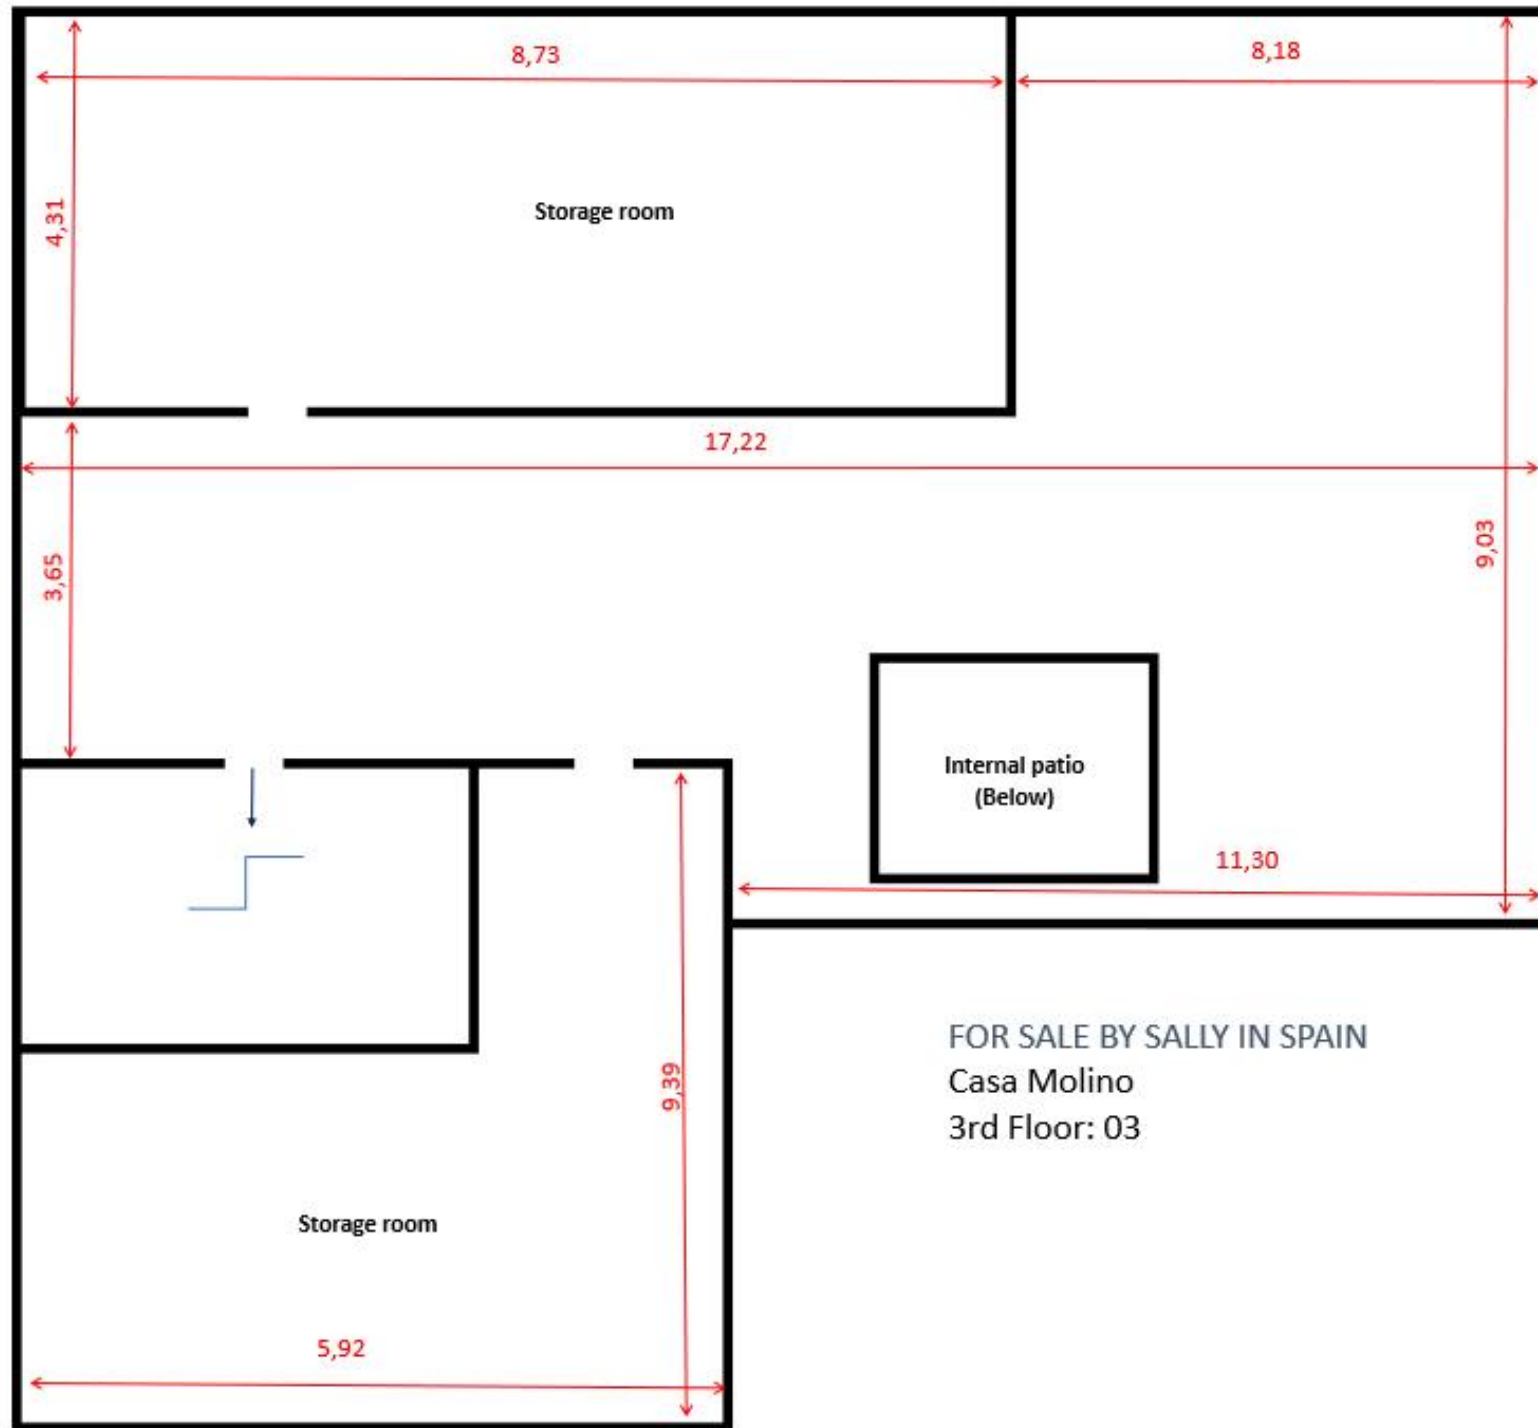 8,73
8,18
4,31
Storage room
17,22
3,65
9,03
Internal patio
(Below)
11,30
FOR SALE BY SALLY IN SPAIN
Casa Molino
3rd Floor: 03
9,39
Storage room
5,92